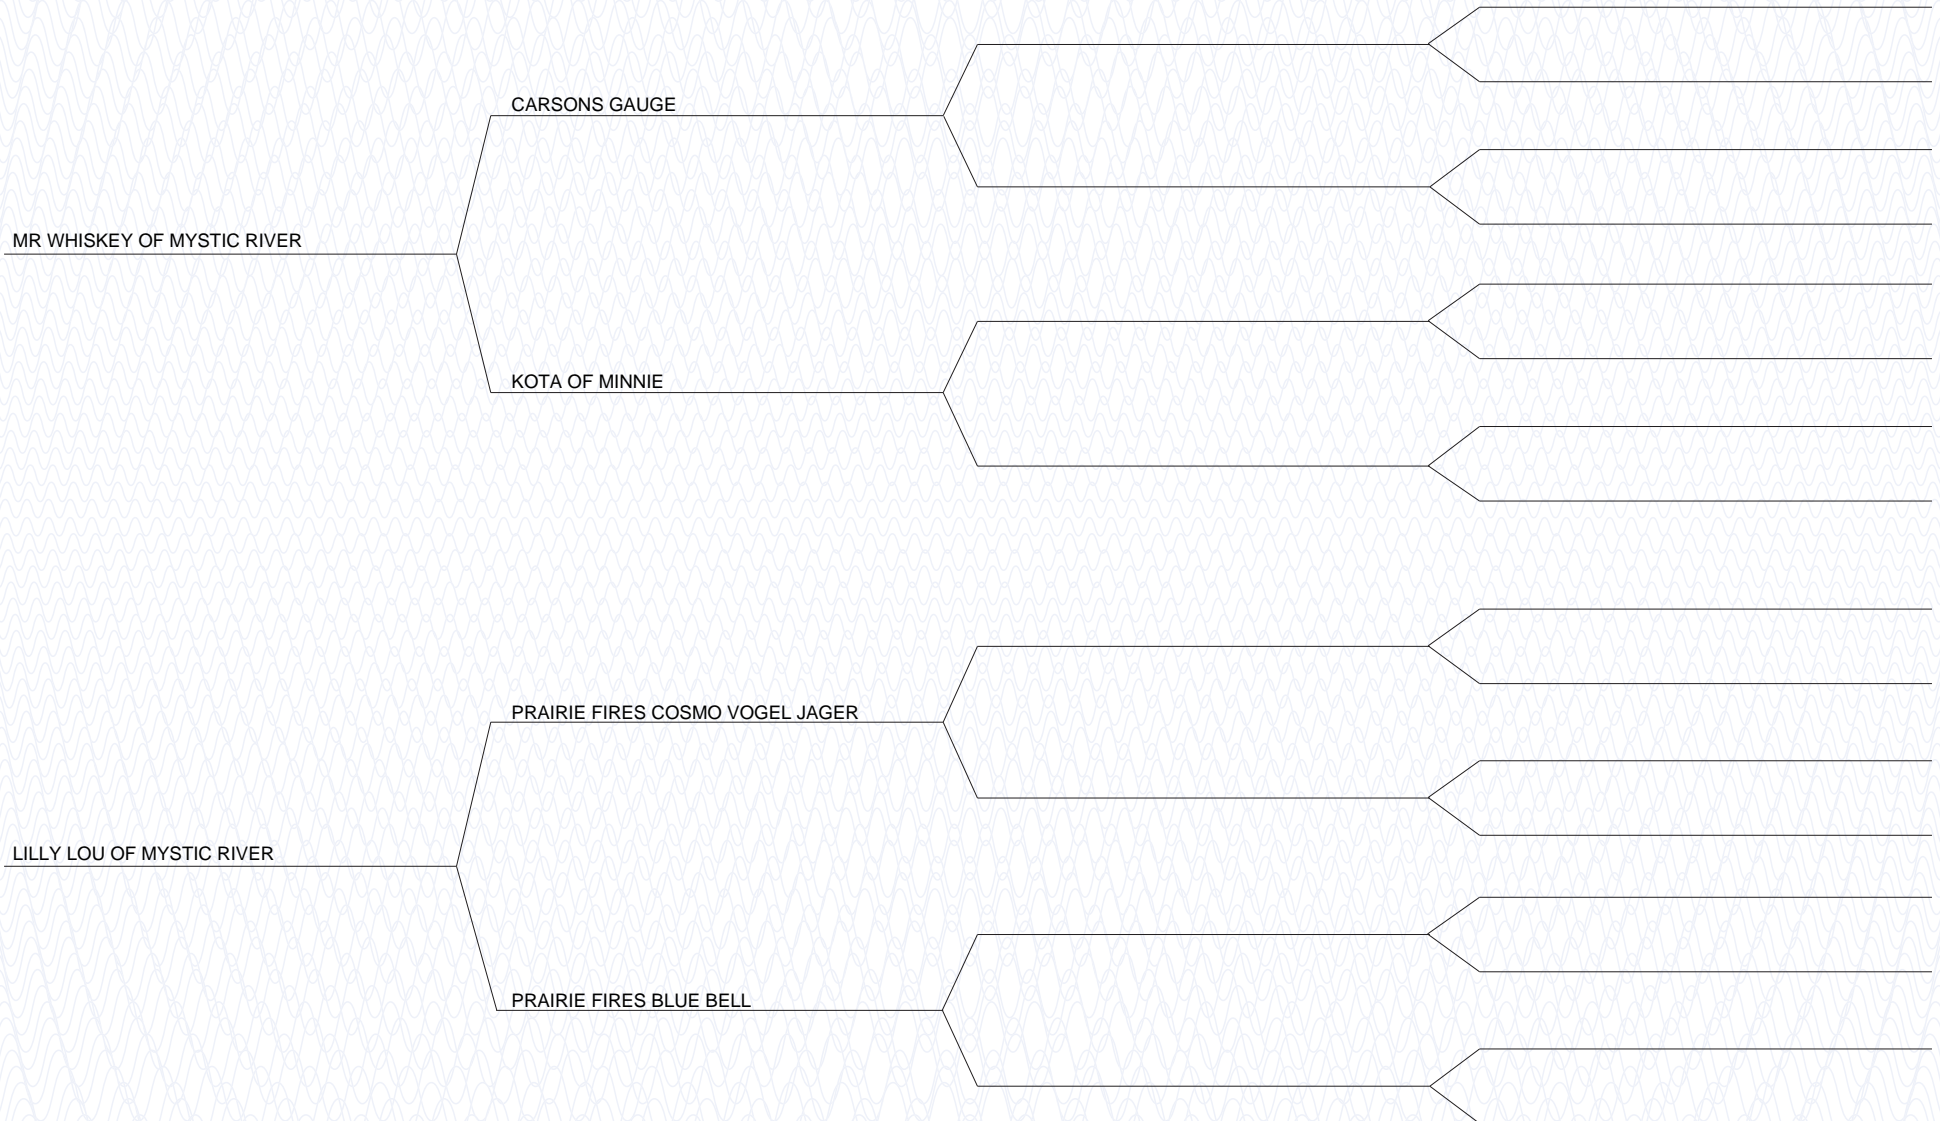 CARSONS GAUGE
MR WHISKEY OF MYSTIC RIVER
KOTA OF MINNIE
PRAIRIE FIRES COSMO VOGEL JAGER
LILLY LOU OF MYSTIC RIVER
PRAIRIE FIRES BLUE BELL